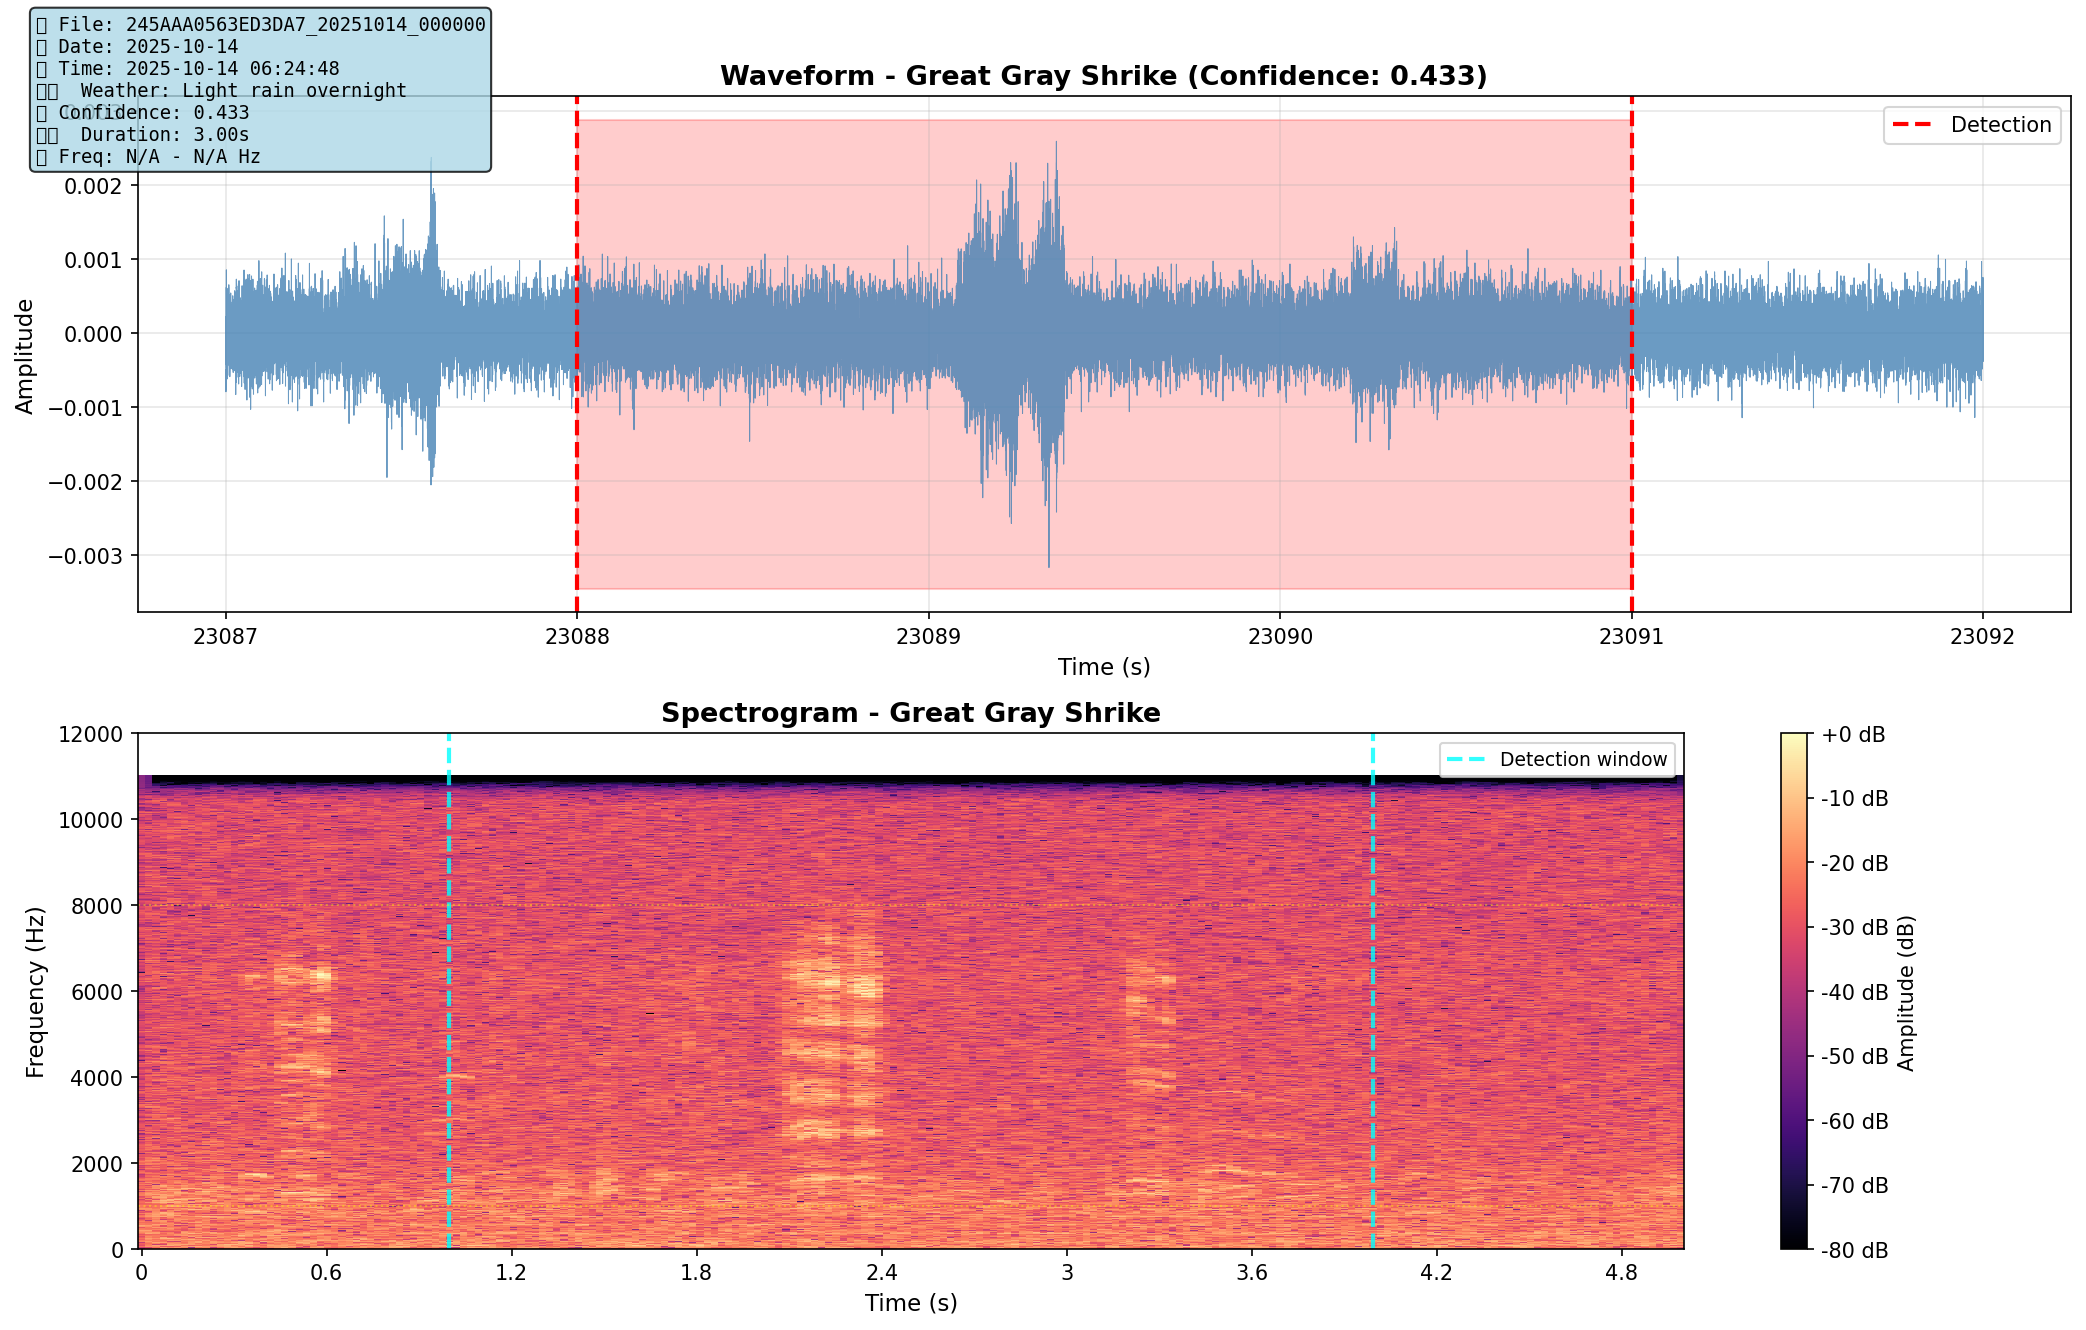 File: 245AAA0563ED3DA7_20251014_000000
Date: 2025-10-14
Time: 2025-10-14 06:24:48
Weather: Light rain overnight
Confidence: 0.433
Duration: 3.00s
Freq: N/A - N/A Hz
Waveform - Great Gray Shrike (Confidence: 0.433)
Detection
0.003
0.002
0.001
0.000
−0.001
−0.002
−0.003
Amplitude
23087 23088 23089 23090 23091 23092
Time (s)
Spectrogram - Great Gray Shrike
Detection window
12000
10000
8000
6000
4000
2000
0
Frequency (Hz)
0 0.6 1.2 1.8 2.4 3 3.6 4.2 4.8
Time (s)
+0 dB
-10 dB
-20 dB
-30 dB
-40 dB
-50 dB
-60 dB
-70 dB
-80 dB
Amplitude (dB)